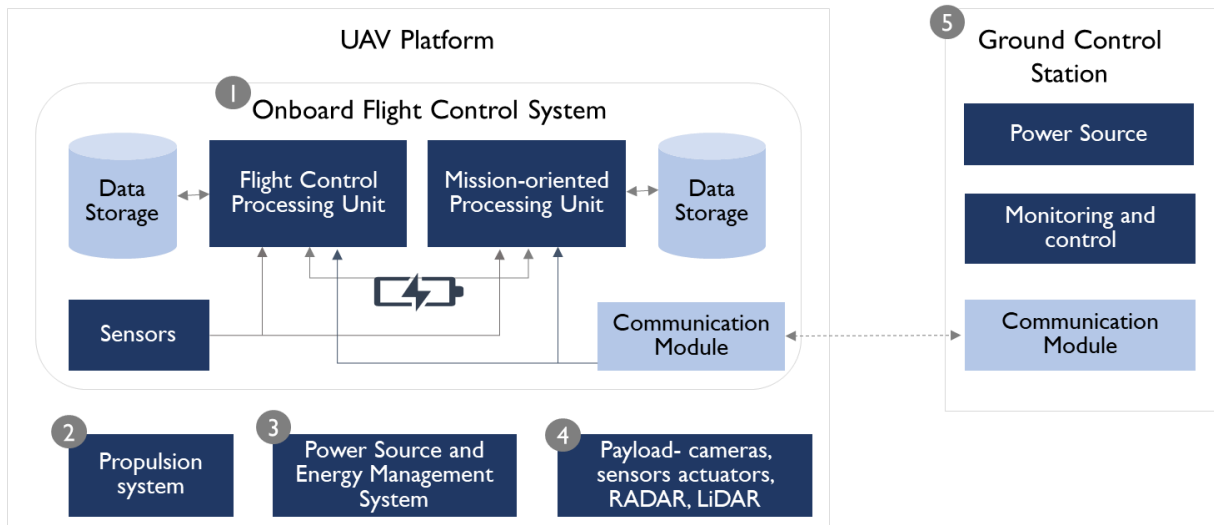 UAV Platform
1
Onboard Flight Control System
Data
Storage
Flight Control
Processing Unit
Mission-oriented
Processing Unit
Data
Storage
Sensors
Communication
Module
2
Propulsion
system
3
Power Source and
Energy Management
System
4
Payload- cameras,
sensors actuators,
RADAR, LiDAR
5
Ground Control
Station
Power Source
Monitoring and
control
Communication
Module